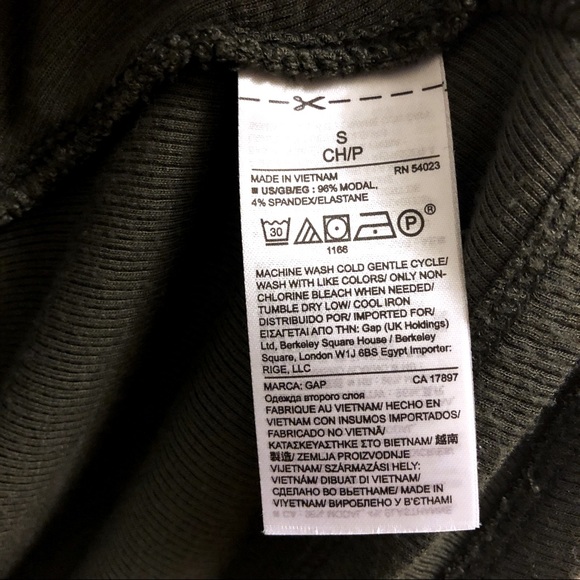 S
CH/P
MADE IN VIETNAM RN 54023
■ US/GB/EG : 96% MODAL,
4% SPANDEX/ELASTANE
30 P ®
1166
MACHINE WASH COLD GENTLE CYCLE/
WASH WITH LIKE COLORS/ ONLY NON-
CHLORINE BLEACH WHEN NEEDED/
TUMBLE DRY LOW/ COOL IRON
DISTRIBUIDO POR/ IMPORTED FOR/
ΕΙΣΑΓΕΤΑΙ ΑΠΟ ΤΗΝ: Gap (UK Holdings)
Ltd, Berkeley Square House / Berkeley
Square, London W1J 6BS Egypt Importer:
RIGE, LLC
MARCA: GAP CA 17897
Одежда второго слоя
FABRIQUE AU VIETNAM/ HECHO EN
VIETNAM CON INSUMOS IMPORTADOS/
FABRICADO NO VIETNÃ/
ΚΑΤΑΣΚΕΥΑΣΤΗΚΕ ΣΤΟ ΒΙΕΤΝΑΜ/ 越南
製造/ ZEMLJA PROIZVODNJE
VIJETNAM/ SZÁRMAZÁSI HELY:
VIETNÁM/ DIBUAT DI VIETNAM/
СДЕЛАНО ВО ВЬЕТНАМЕ/ MADE IN
VIYETNAM/ ВИРОБЛЕНО У В'ЄТНАМІ